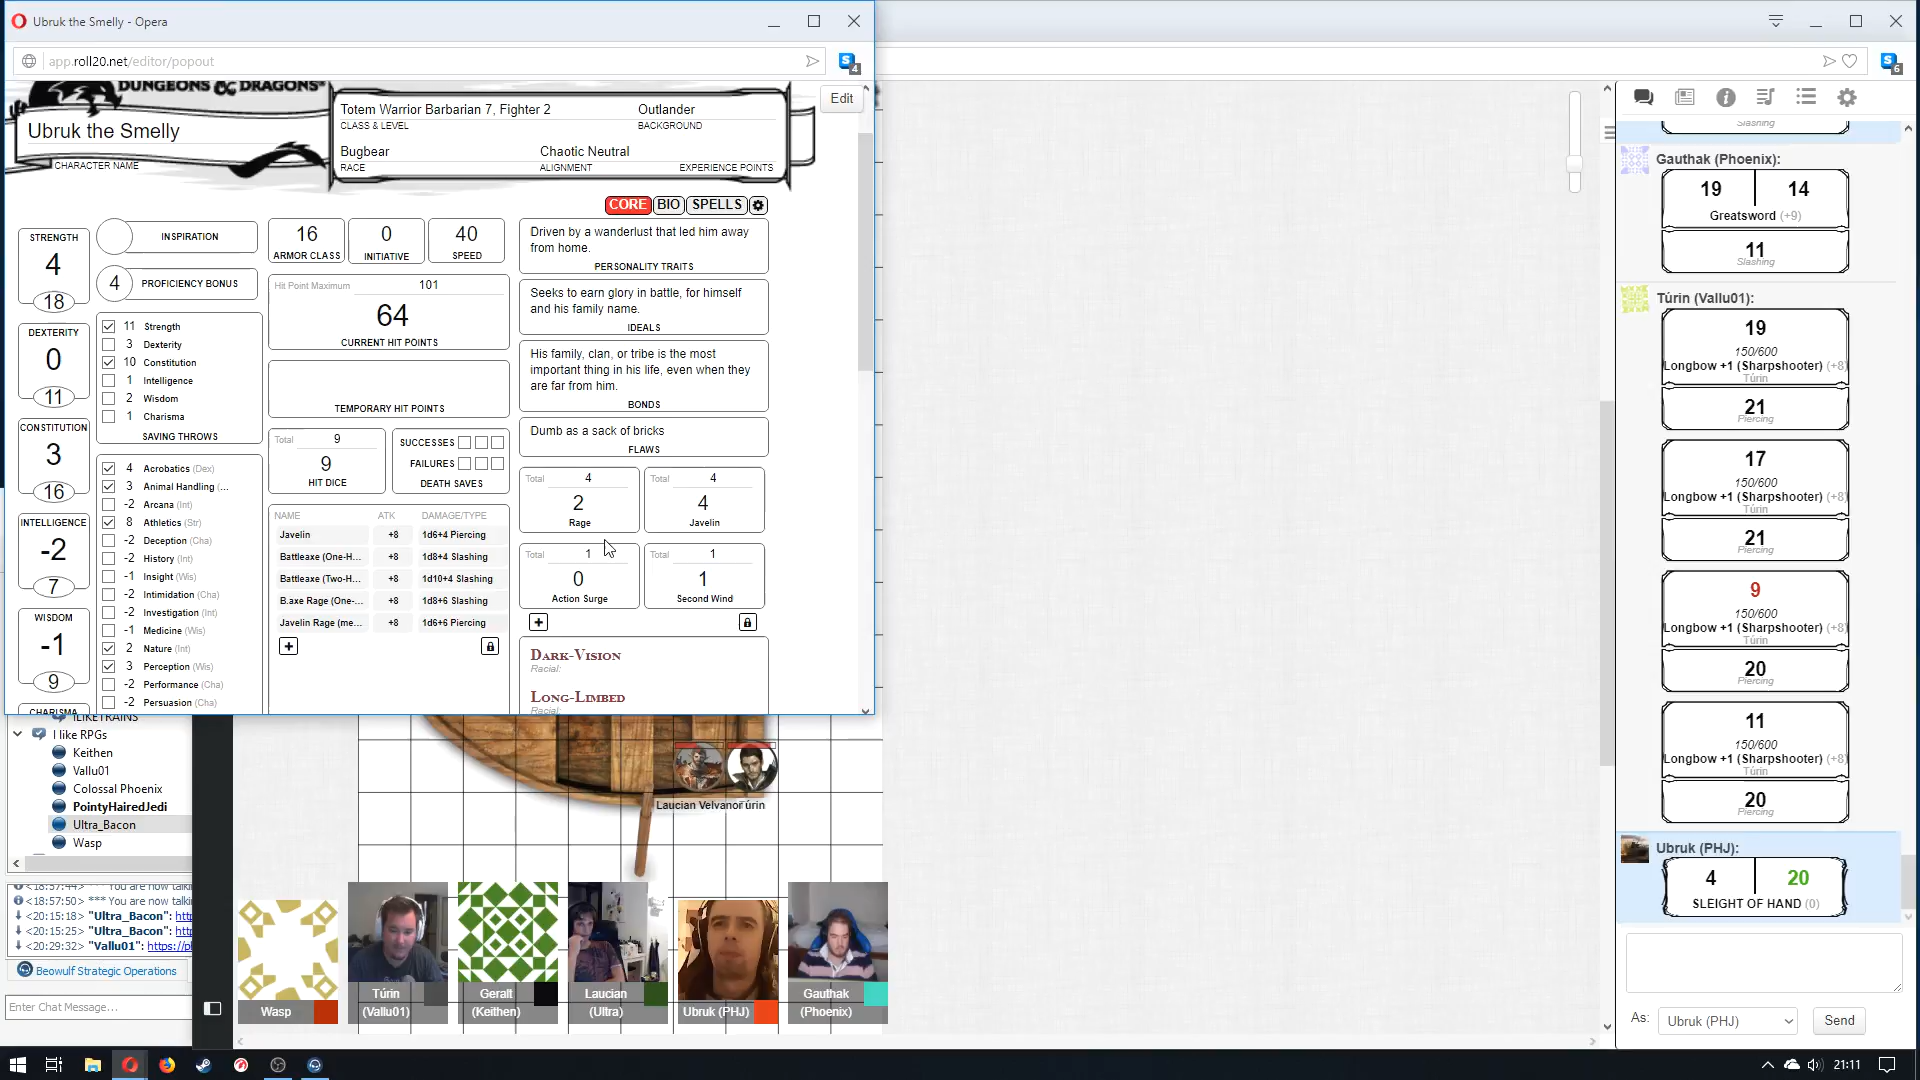 Ubruk the Smelly - Opera
app.roll20.net/editor/popout
4
6
DUNGEONS & DRAGONS®
Ubruk the Smelly
CHARACTER NAME
Totem Warrior Barbarian 7, Fighter 2
Outlander
CLASS & LEVEL
BACKGROUND
Bugbear
Chaotic Neutral
RACE
ALIGNMENT
EXPERIENCE POINTS
Edit
CORE
BIO
SPELLS
STRENGTH
4
18
DEXTERITY
0
11
CONSTITUTION
3
16
INTELLIGENCE
-2
7
WISDOM
-1
9
CHARISMA
INSPIRATION
4
PROFICIENCY BONUS
11 Strength
3 Dexterity
10 Constitution
1 Intelligence
2 Wisdom
1 Charisma
SAVING THROWS
4 Acrobatics (Dex)
3 Animal Handling (...
-2 Arcana (Int)
8 Athletics (Str)
-2 Deception (Cha)
-2 History (Int)
-1 Insight (Wis)
-2 Intimidation (Cha)
-2 Investigation (Int)
-1 Medicine (Wis)
2 Nature (Int)
3 Perception (Wis)
-2 Performance (Cha)
-2 Persuasion (Cha)
16
ARMOR CLASS
0
INITIATIVE
40
SPEED
Hit Point Maximum 101
64
CURRENT HIT POINTS
TEMPORARY HIT POINTS
Total 9
9
HIT DICE
SUCCESSES
FAILURES
DEATH SAVES
NAME ATK DAMAGE/TYPE
Javelin +8 1d6+4 Piercing
Battleaxe (One-H... +8 1d8+4 Slashing
Battleaxe (Two-H... +8 1d10+4 Slashing
B.axe Rage (One-... +8 1d8+6 Slashing
Javelin Rage (me... +8 1d6+6 Piercing
Driven by a wanderlust that led him away
from home.
PERSONALITY TRAITS
Seeks to earn glory in battle, for himself
and his family name.
IDEALS
His family, clan, or tribe is the most
important thing in his life, even when they
are far from him.
BONDS
Dumb as a sack of bricks
FLAWS
Total 4
2
Rage
Total 4
4
Javelin
Total 1
0
Action Surge
Total 1
1
Second Wind
DARK-VISION
Racial:
LONG-LIMBED
Racial:
ILIKETRAINS
I like RPGs
Keithen
Vallu01
Colossal Phoenix
PointyHairedJedi
Ultra_Bacon
Wasp
<18:57:44> *** You are now talki
<18:57:50> *** You are now talki
<20:15:18> "Ultra_Bacon": http
<20:15:25> "Ultra_Bacon": http
<20:29:32> "Vallu01": https://pl
Beowulf Strategic Operations
Enter Chat Message...
Laucian Velvanor
Túrin
Wasp
Túrin
(Vallu01)
Geralt
(Keithen)
Laucian
(Ultra)
Ubruk (PHJ)
Gauthak
(Phoenix)
Slashing
Gauthak (Phoenix):
19 14
Greatsword (+9)
11
Slashing
Túrin (Vallu01):
19
150/600
Longbow +1 (Sharpshooter) (+8)
Túrin
21
Piercing
17
150/600
Longbow +1 (Sharpshooter) (+8)
Túrin
21
Piercing
9
150/600
Longbow +1 (Sharpshooter) (+8)
Túrin
20
Piercing
11
150/600
Longbow +1 (Sharpshooter) (+8)
Túrin
20
Piercing
Ubruk (PHJ):
4 20
SLEIGHT OF HAND (0)
As: Ubruk (PHJ)
Send
21:11